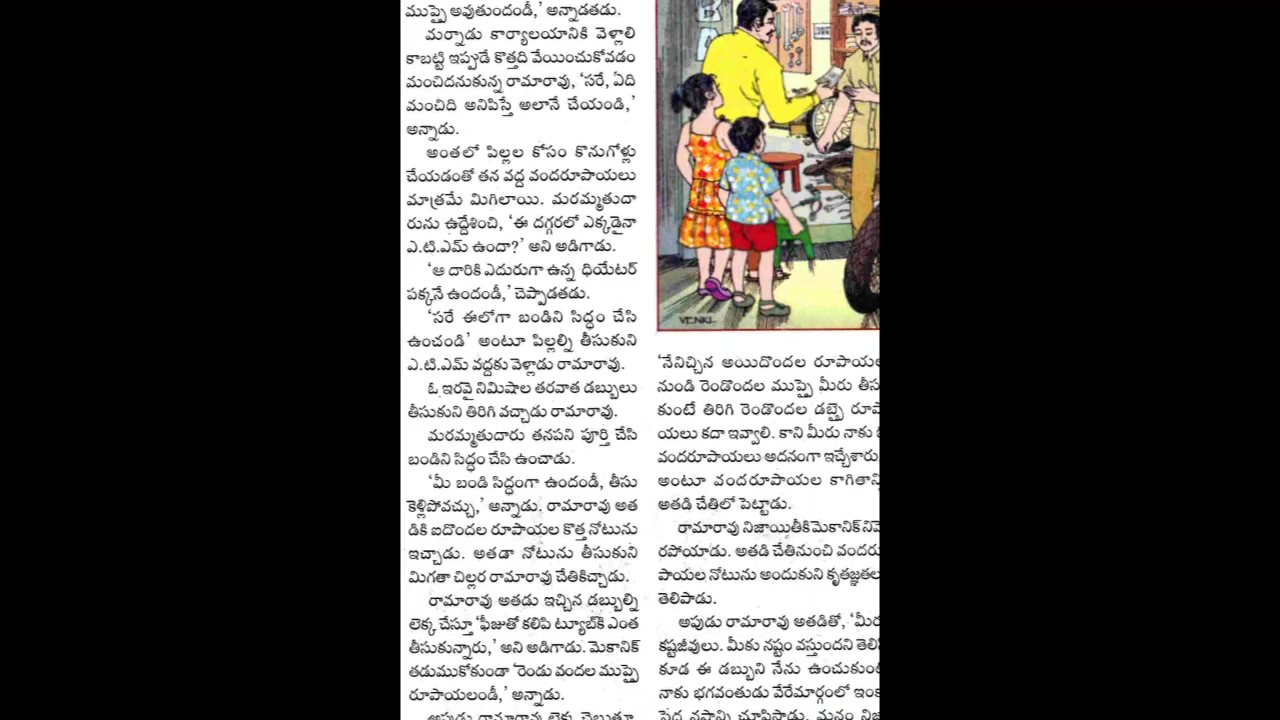 ముప్పై అవుతుందండీ,' అన్నాడతడు.
మర్నాడు కార్యాలయానికి వెళ్లాలి
కాబట్టి ఇప్పుడే కొత్తది వేయించుకోవడం
మంచిదనుకున్న రామారావు, 'సరే, ఏది
మంచిది అనిపిస్తే అలానే చేయండి,'
అన్నాడు.
అంతలో పిల్లల కోసం కొనుగోళ్లు
చేయడంతో తన వద్ద వందరూపాయలు
మాత్రమే మిగిలాయి. మరమ్మతుదా
రును ఉద్దేశించి, 'ఈ దగ్గరలో ఎక్కడైనా
ఎ.టి.ఎమ్ ఉందా?' అని అడిగాడు.
'ఆ దారికి ఎదురుగా ఉన్న థియేటర్
పక్కనే ఉందండీ,' చెప్పాడతడు.
'సరే ఈలోగా బండిని సిద్ధం చేసి
ఉంచండి' అంటూ పిల్లల్ని తీసుకుని
ఎ.టి.ఎమ్ వద్దకు వెళ్లాడు రామారావు.
ఓ ఇరవై నిమిషాల తరవాత డబ్బులు
తీసుకుని తిరిగి వచ్చాడు రామారావు.
మరమ్మతుదారు తనపని పూర్తి చేసి
బండిని సిద్ధం చేసి ఉంచాడు.
'మీ బండి సిద్ధంగా ఉందండీ, తీసు
కెళ్లిపోవచ్చు,' అన్నాడు. రామారావు అత
డికి ఐదొందల రూపాయల కొత్త నోటును
ఇచ్చాడు. అతడా నోటును తీసుకుని
మిగతా చిల్లర రామారావు చేతికిచ్చాడు.
రామారావు అతడు ఇచ్చిన డబ్బుల్ని
లెక్క చేస్తూ 'ఫీజుతో కలిపి ట్యూబ్‌కి ఎంత
తీసుకున్నారు,' అని అడిగాడు. మెకానిక్
తడుముకోకుండా 'రెండు వందల ముప్పై
రూపాయలండీ,' అన్నాడు.
అపుడు రామారావు లెక్క చెబుతూ,
VENKI
'నేనిచ్చిన అయిదొందల రూపాయల
నుండి రెండొందల ముప్పై మీరు తీసు
కుంటే తిరిగి రెండొందల డబ్బై రూపా
యలు కదా ఇవ్వాలి. కాని మీరు నాకు
వందరూపాయలు అదనంగా ఇచ్చేశారు,
అంటూ వందరూపాయల కాగితాన్ని
అతడి చేతిలో పెట్టాడు.
రామారావు నిజాయితీకి మెకానిక్ నివ్వె
రపోయాడు. అతడి చేతినుంచి వందరు
పాయల నోటును అందుకుని కృతజ్ఞతల
తెలిపాడు.
అపుడు రామారావు అతడితో, 'మీరు
కష్టజీవులు. మీకు నష్టం వస్తుందని తెలిసి
కూడ ఈ డబ్బుని నేను ఉంచుకుంటే
నాకు భగవంతుడు వేరేమార్గంలో ఇంక
పెద్ద నష్టాన్ని చూపిస్తాడు. మనం